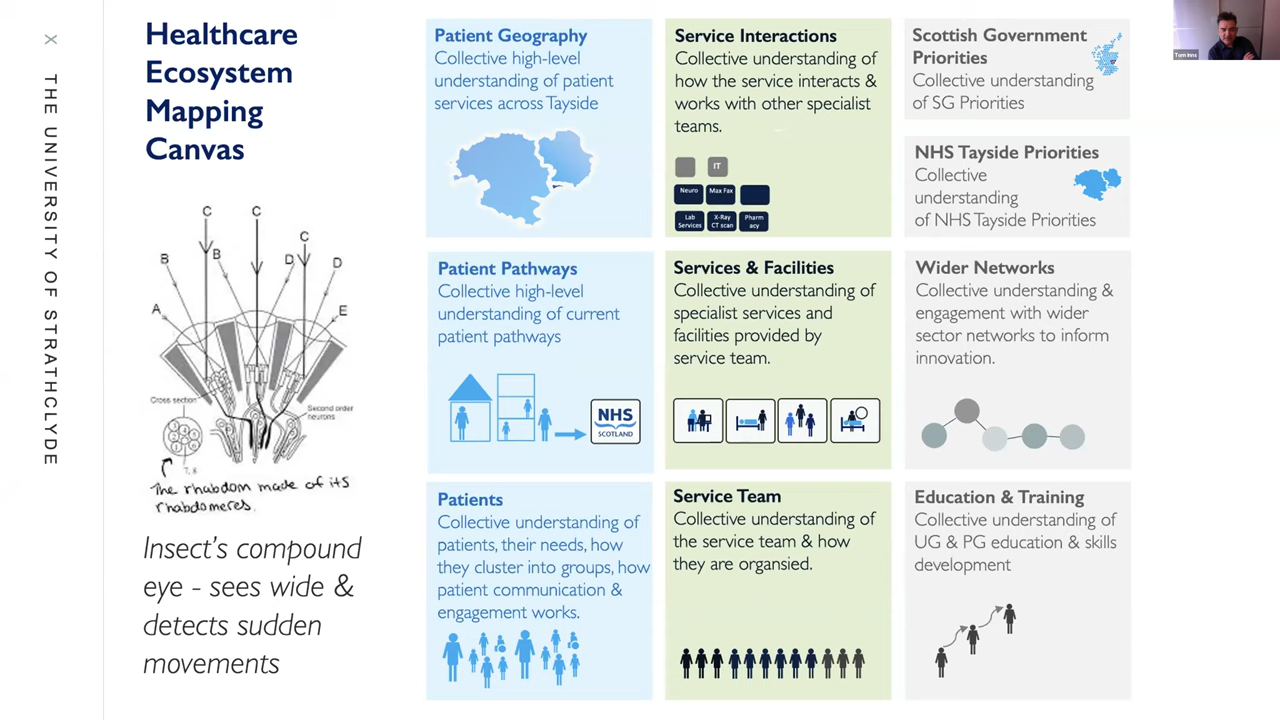 X THE UNIVERSITY OF STRATHCLYDE
Healthcare
Ecosystem
Mapping
Canvas
C
C
C
B
B
D
D
A
E
Cross section
Second order
neurons
7, 8
The rhabdom made of its
rhabdomeres.
Insect's compound
eye - sees wide &
detects sudden
movements
Patient Geography
Collective high-level
understanding of patient
services across Tayside
Patient Pathways
Collective high-level
understanding of current
patient pathways
NHS
SCOTLAND
Patients
Collective understanding of
patients, their needs, how
they cluster into groups, how
patient communication &
engagement works.
Service Interactions
Collective understanding of
how the service interacts &
works with other specialist
teams.
IT
Neuro
Max Fax
Lab
Services
X-Ray
CT scan
Pharm
acy
Services & Facilities
Collective understanding of
specialist services and
facilities provided by
service team.
Service Team
Collective understanding of
the service team & how
they are organsied.
Scottish Government
Priorities
Collective understanding
of SG Priorities
NHS Tayside Priorities
Collective
understanding
of NHS Tayside Priorities
Wider Networks
Collective understanding &
engagement with wider
sector networks to inform
innovation.
Education & Training
Collective understanding of
UG & PG education & skills
development
Tom Inns